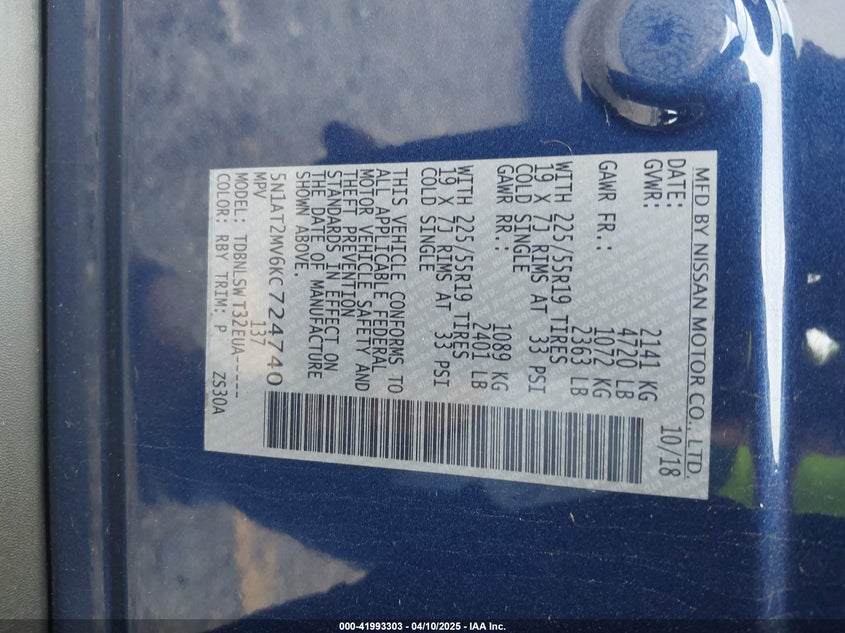 MFD BY NISSAN MOTOR CO., LTD.
DATE: 10/18
GVWR: 2141 KG
4720 LB
GAWR FR.: 1072 KG
2363 LB
WITH 225/55R19 TIRES
19 X 7J RIMS AT 33 PSI
COLD SINGLE
GAWR RR.: 1089 KG
2401 LB
WITH 225/55R19 TIRES
19 X 7J RIMS AT 33 PSI
COLD SINGLE
THIS VEHICLE CONFORMS TO
ALL APPLICABLE FEDERAL
MOTOR VEHICLE SAFETY AND
THEFT PREVENTION
STANDARDS IN EFFECT ON
THE DATE OF MANUFACTURE
SHOWN ABOVE.
5N1AT2MV6KC724740
MPV 137
MODEL: TDBNLSWT32EUA-----
COLOR: RBY TRIM: P ZS30A
000-41993303 - 04/10/2025 - IAA Inc.